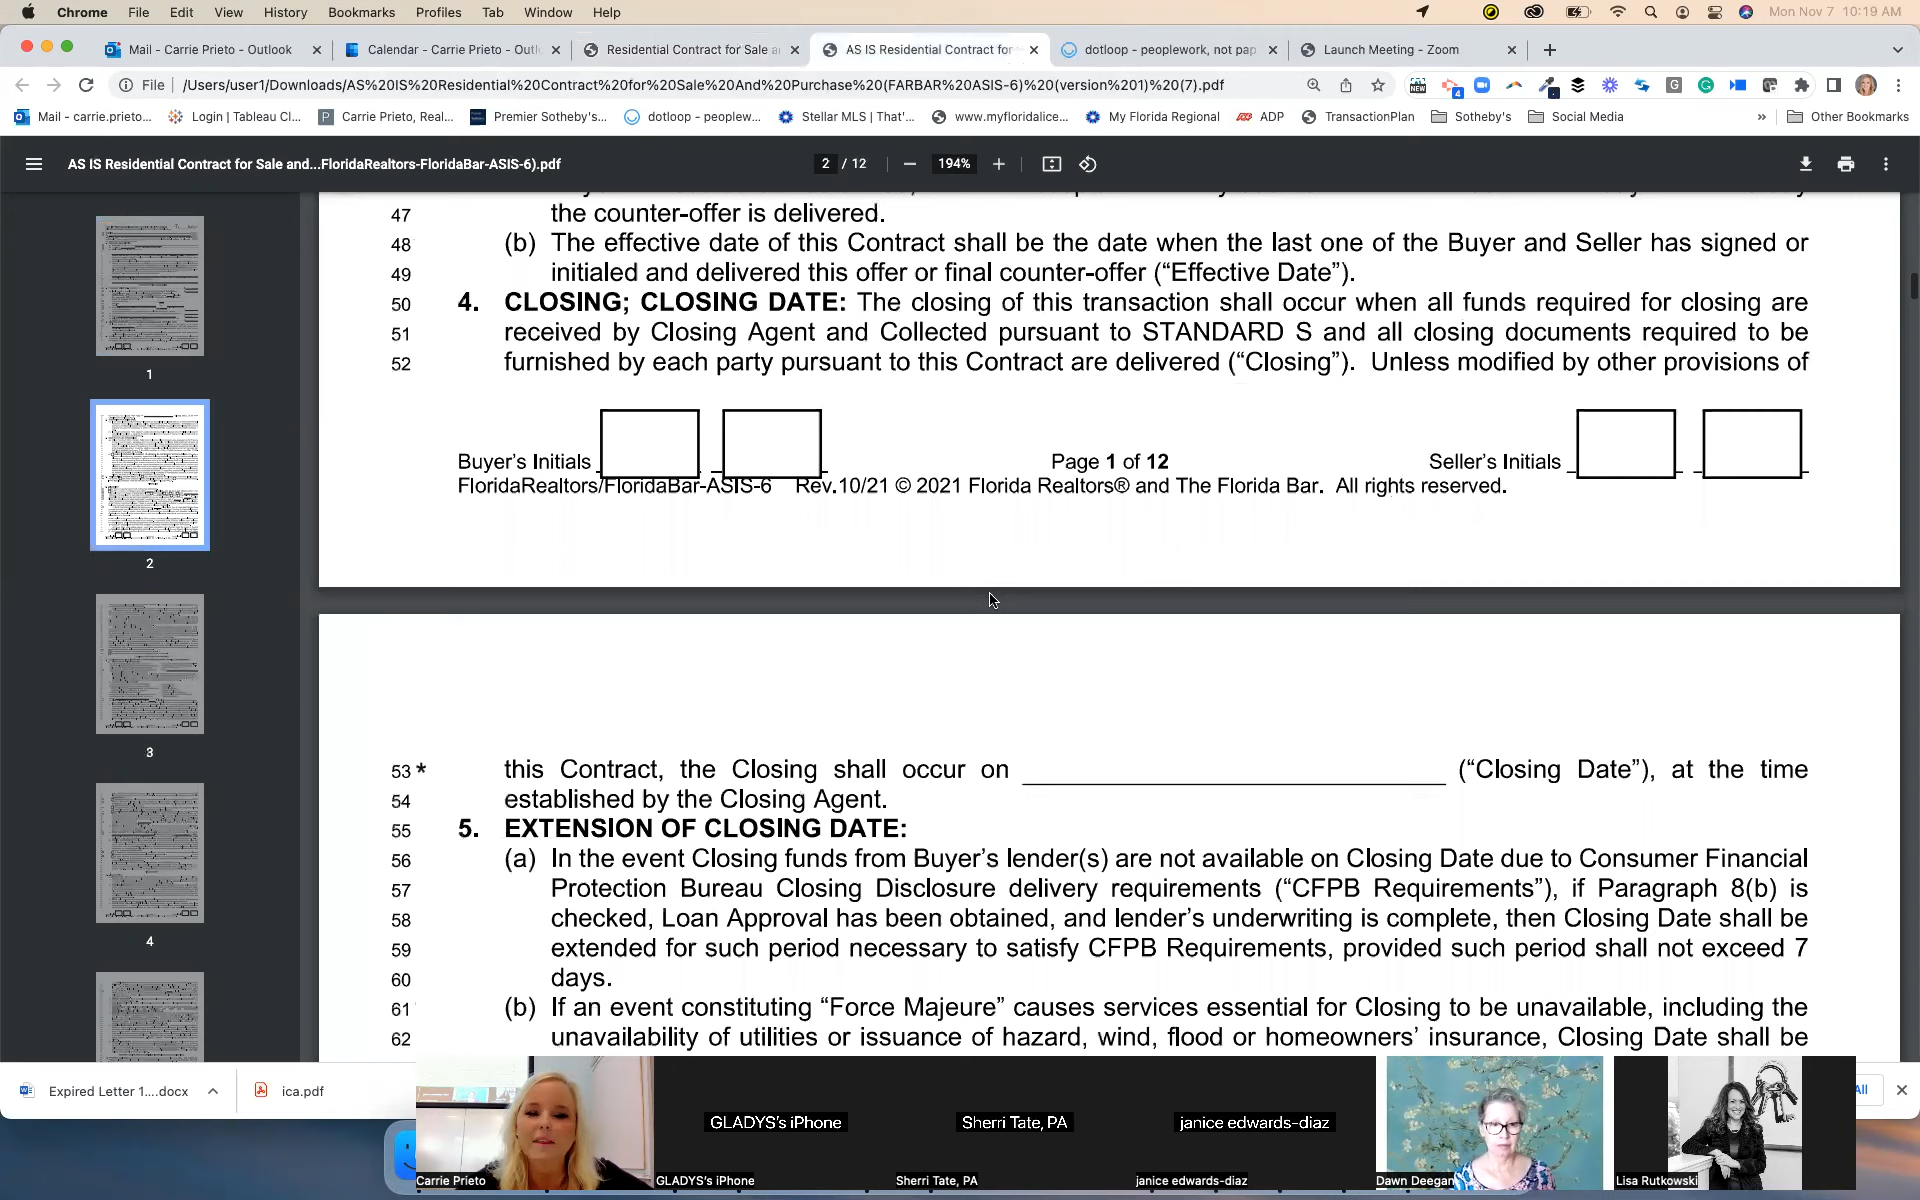 Chrome File Edit View History Bookmarks Profiles Tab Window Help Mon Nov 7 10:19 AM
Mail - Carrie Prieto - Outlook Calendar - Carrie Prieto - Outl Residential Contract for Sale a AS IS Residential Contract for dotloop - peoplework, not pap Launch Meeting - Zoom
File /Users/user1/Downloads/AS%20IS%20Residential%20Contract%20for%20Sale%20And%20Purchase%20(FARBAR%20ASIS-6)%20(version%201)%20(7).pdf
Mail - carrie.prieto... Login | Tableau Cl... Carrie Prieto, Real... Premier Sotheby's... dotloop - peoplew... Stellar MLS | That'... www.myfloridalice... My Florida Regional ADP TransactionPlan Sotheby's Social Media » Other Bookmarks
AS IS Residential Contract for Sale and...FloridaRealtors-FloridaBar-ASIS-6).pdf 2 / 12 194%
47 the counter-offer is delivered.
48 (b) The effective date of this Contract shall be the date when the last one of the Buyer and Seller has signed or
49 initialed and delivered this offer or final counter-offer (“Effective Date”).
50 4. CLOSING; CLOSING DATE: The closing of this transaction shall occur when all funds required for closing are
51 received by Closing Agent and Collected pursuant to STANDARD S and all closing documents required to be
52 furnished by each party pursuant to this Contract are delivered (“Closing”). Unless modified by other provisions of
Buyer’s Initials Page 1 of 12 Seller’s Initials
FloridaRealtors/FloridaBar-ASIS-6 Rev.10/21 © 2021 Florida Realtors® and The Florida Bar. All rights reserved.
53 * this Contract, the Closing shall occur on ("Closing Date”), at the time
54 established by the Closing Agent.
55 5. EXTENSION OF CLOSING DATE:
56 (a) In the event Closing funds from Buyer’s lender(s) are not available on Closing Date due to Consumer Financial
57 Protection Bureau Closing Disclosure delivery requirements (“CFPB Requirements”), if Paragraph 8(b) is
58 checked, Loan Approval has been obtained, and lender’s underwriting is complete, then Closing Date shall be
59 extended for such period necessary to satisfy CFPB Requirements, provided such period shall not exceed 7
60 days.
61 (b) If an event constituting “Force Majeure” causes services essential for Closing to be unavailable, including the
62 unavailability of utilities or issuance of hazard, wind, flood or homeowners’ insurance, Closing Date shall be
1
2
3
4
Expired Letter 1....docx ica.pdf All
GLADYS's iPhone Sherri Tate, PA janice edwards-diaz
Carrie Prieto GLADYS's iPhone Sherri Tate, PA janice edwards-diaz Dawn Deegan Lisa Rutkowski